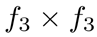 f₃ × f₃